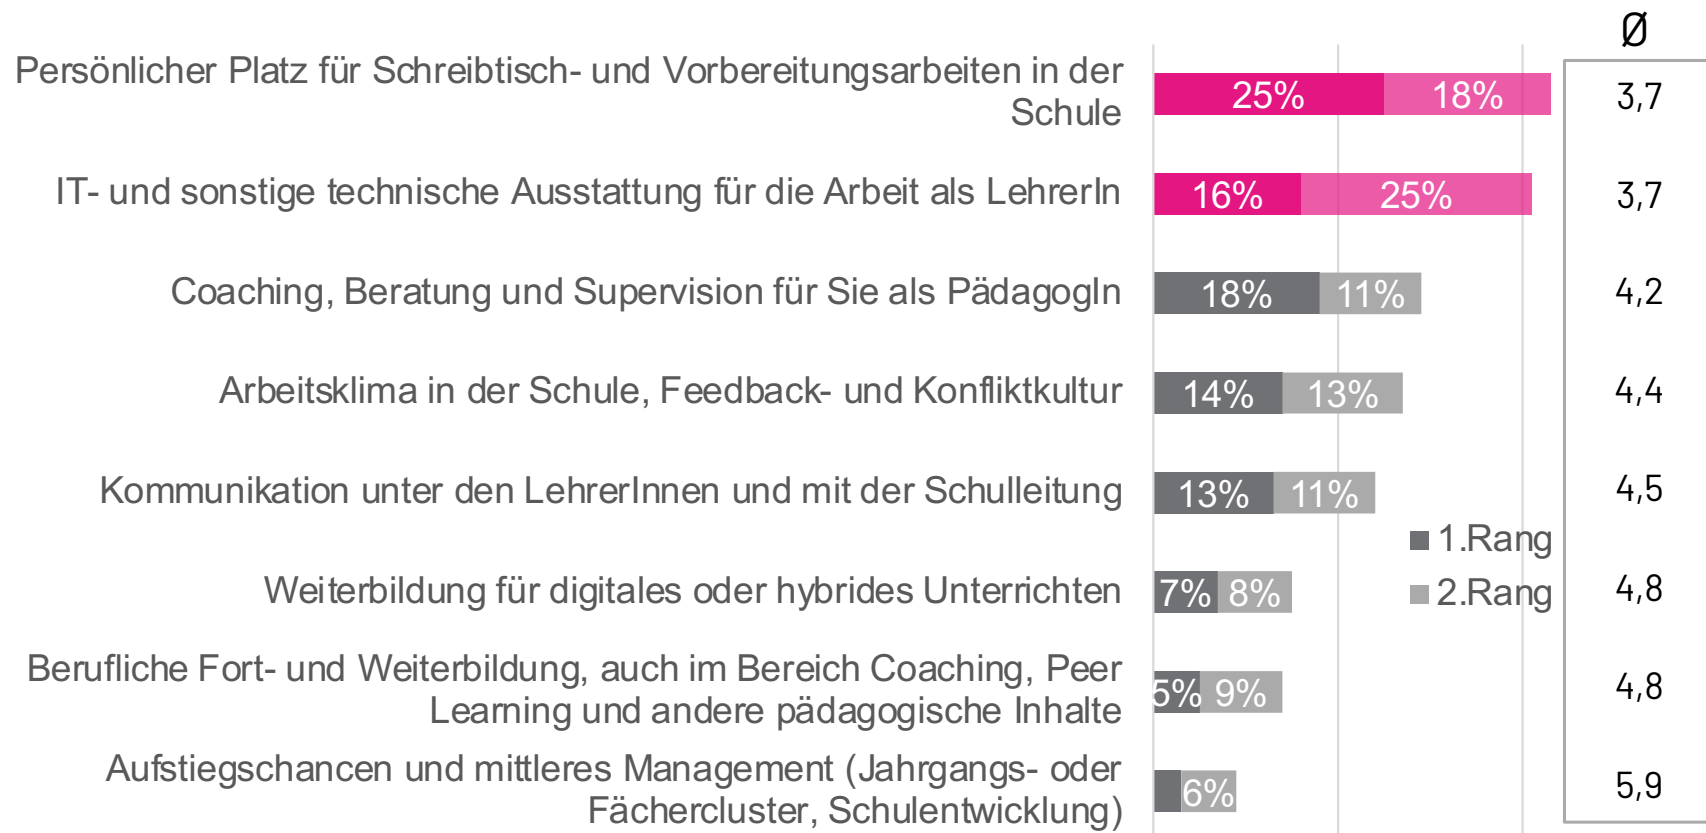 Ø
Persönlicher Platz für Schreibtisch- und Vorbereitungsarbeiten in der
Schule
25% 18% 3,7
IT- und sonstige technische Ausstattung für die Arbeit als LehrerIn 16% 25% 3,7
Coaching, Beratung und Supervision für Sie als PädagogIn 18% 11% 4,2
Arbeitsklima in der Schule, Feedback- und Konfliktkultur 14% 13% 4,4
Kommunikation unter den LehrerInnen und mit der Schulleitung 13% 11% 4,5
1.Rang
Weiterbildung für digitales oder hybrides Unterrichten 7% 8% 4,8
2.Rang
Berufliche Fort- und Weiterbildung, auch im Bereich Coaching, Peer
Learning und andere pädagogische Inhalte
5% 9% 4,8
Aufstiegschancen und mittleres Management (Jahrgangs- oder
Fächercluster, Schulentwicklung)
6% 5,9